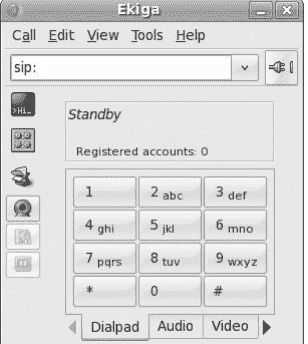 Ekiga
Call Edit View Tools Help
sip:
>Hi_
Standby
Registered accounts: 0
1 2 abc 3 def
4 ghi 5 jkl 6 mno
7 pqrs 8 tuv 9 wxyz
* 0 #
Dialpad Audio Video